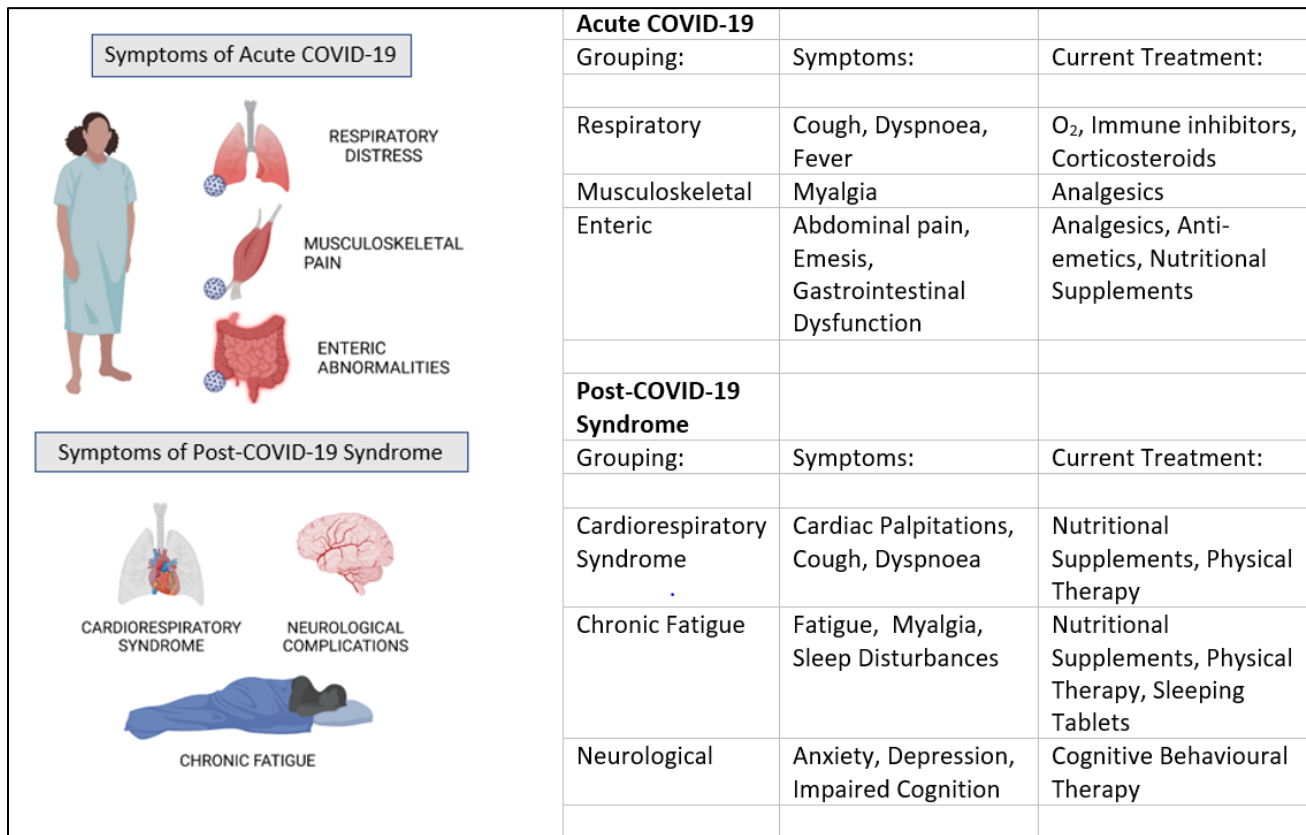 Symptoms of Acute COVID-19
RESPIRATORY
DISTRESS
MUSCULOSKELETAL
PAIN
ENTERIC
ABNORMALITIES
Symptoms of Post-COVID-19 Syndrome
CARDIORESPIRATORY
SYNDROME
NEUROLOGICAL
COMPLICATIONS
CHRONIC FATIGUE
Acute COVID-19
Grouping: Symptoms: Current Treatment:
Respiratory
Cough, Dyspnoea,
Fever
O₂, Immune inhibitors,
Corticosteroids
Musculoskeletal
Myalgia
Analgesics
Enteric
Abdominal pain,
Emesis,
Gastrointestinal
Dysfunction
Analgesics, Anti-
emetics, Nutritional
Supplements
Post-COVID-19
Syndrome
Grouping: Symptoms: Current Treatment:
Cardiorespiratory
Syndrome
Cardiac Palpitations,
Cough, Dyspnoea
Nutritional
Supplements, Physical
Therapy
Chronic Fatigue
Fatigue,  Myalgia,
Sleep Disturbances
Nutritional
Supplements, Physical
Therapy, Sleeping
Tablets
Neurological
Anxiety, Depression,
Impaired Cognition
Cognitive Behavioural
Therapy